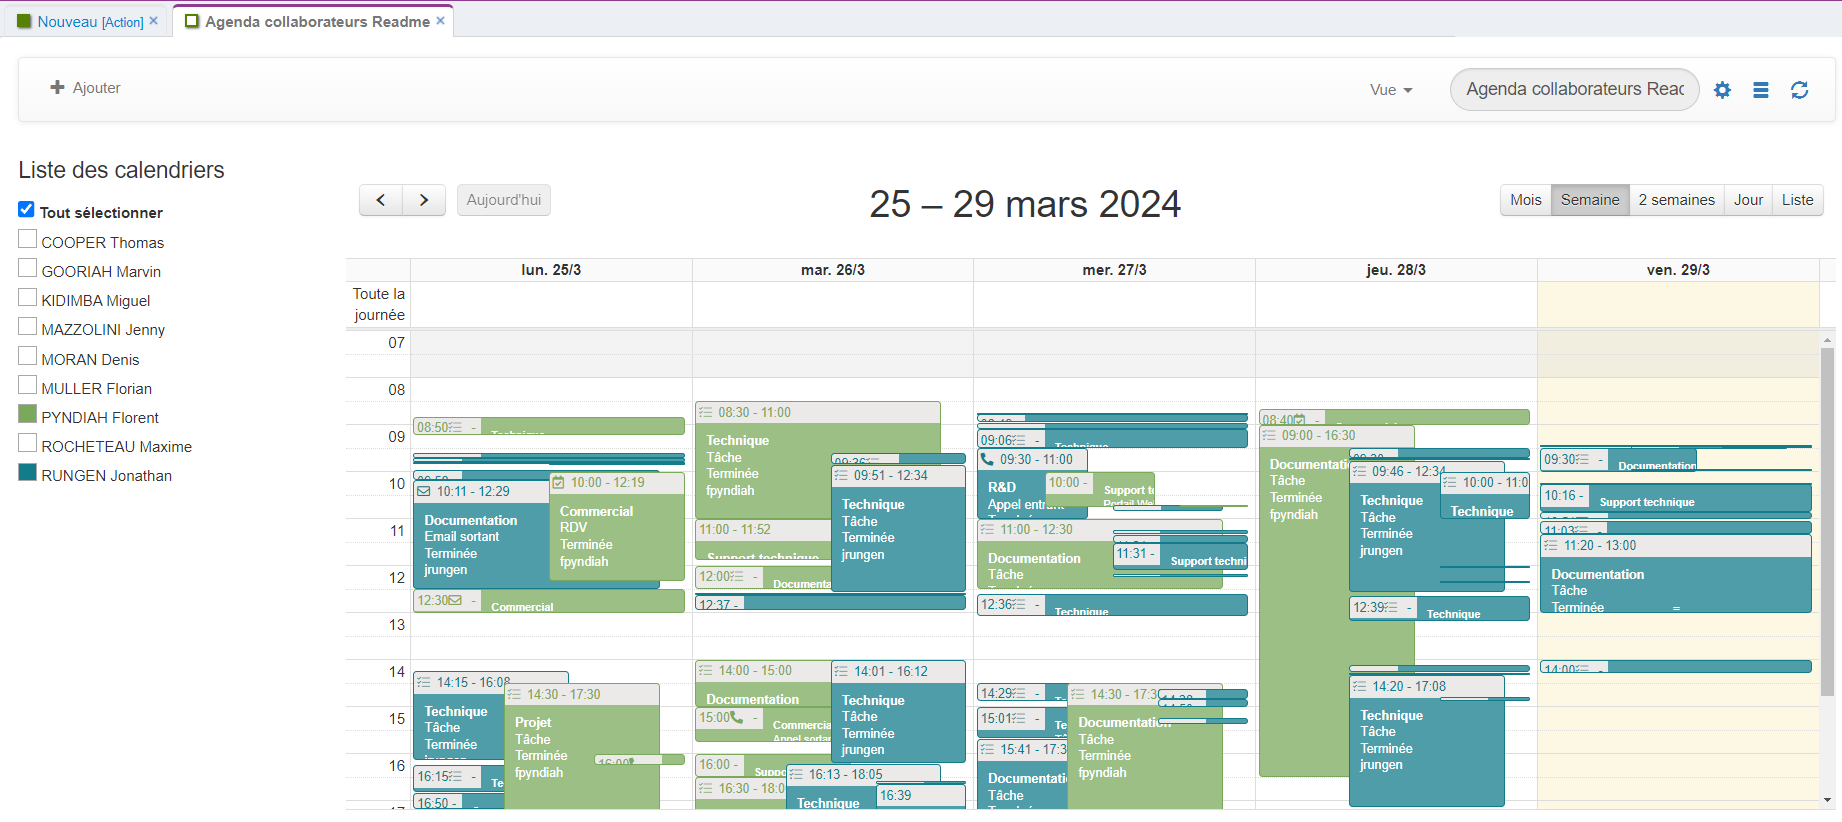 Nouveau [Action] ×
Agenda collaborateurs Readme ×
Ajouter
Vue
Agenda collaborateurs Read
Liste des calendriers
Tout sélectionner
COOPER Thomas
GOORIAH Marvin
KIDIMBA Miguel
MAZZOLINI Jenny
MORAN Denis
MULLER Florian
PYNDIAH Florent
ROCHETEAU Maxime
RUNGEN Jonathan
Aujourd'hui
25 – 29 mars 2024
Mois Semaine 2 semaines Jour Liste
lun. 25/3 mar. 26/3 mer. 27/3 jeu. 28/3 ven. 29/3
Toute la
journée
07
08
09
10
11
12
13
14
15
16
08:50 -
Technique
10:11 - 12:29
Documentation
Email sortant
Terminée
jrungen
10:00 - 12:19
Commercial
RDV
Terminée
fpyndiah
12:30 -
Commercial
14:15 - 16:08
Technique
Tâche
Terminée
14:30 - 17:30
Projet
Tâche
Terminée
fpyndiah
16:00
16:15 -
Te
16:50 -
08:30 - 11:00
Technique
Tâche
Terminée
fpyndiah
09:36 -
09:51 - 12:34
Technique
Tâche
Terminée
jrungen
11:00 - 11:52
Support technique
12:00 -
Documenta
12:37 -
14:00 - 15:00
Documentation
14:01 - 16:12
Technique
Tâche
Terminée
jrungen
15:00 -
Commercia
Appel sortan
16:00 -
Suppo
16:13 - 18:05
Technique
16:30 - 18:0
16:39
09:06 -
Technique
09:30 - 11:00
R&D
Appel entran
10:00 -
Support t
Portail We
11:00 - 12:30
Documentation
Tâche
11:31 -
Support techni
12:36 -
Technique
14:29 -
Te
14:30 - 17:3
Documentation
Tâche
Terminée
fpyndiah
15:01 -
Te
15:41 - 17:3
Documentati
Tâche
08:40 -
09:00 - 16:30
Documentati
Tâche
Terminée
fpyndiah
09:46 - 12:34
Technique
Tâche
Terminée
jrungen
10:00 - 11:0
Technique
12:39 -
Technique
14:20 - 17:08
Technique
Tâche
Terminée
jrungen
09:30 -
Documentation
10:16 -
Support technique
11:03 -
11:20 - 13:00
Documentation
Tâche
Terminée
14:00 -